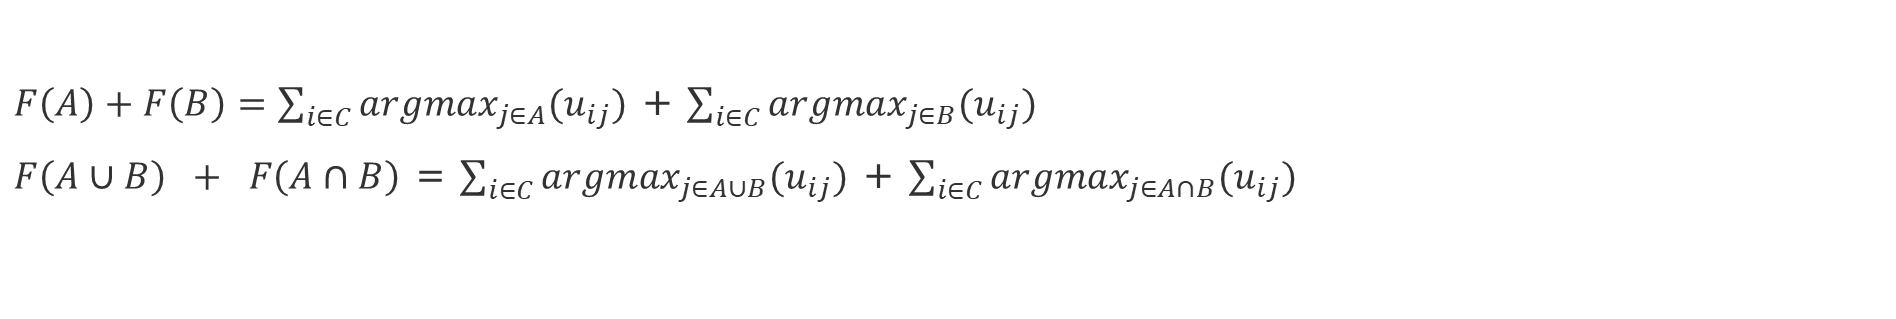 F(A) + F(B) = ∑_{i∈C} argmax_{j∈A}(u_{ij}) + ∑_{i∈C} argmax_{j∈B}(u_{ij})
F(A ∪ B) + F(A ∩ B) = ∑_{i∈C} argmax_{j∈A∪B}(u_{ij}) + ∑_{i∈C} argmax_{j∈A∩B}(u_{ij})